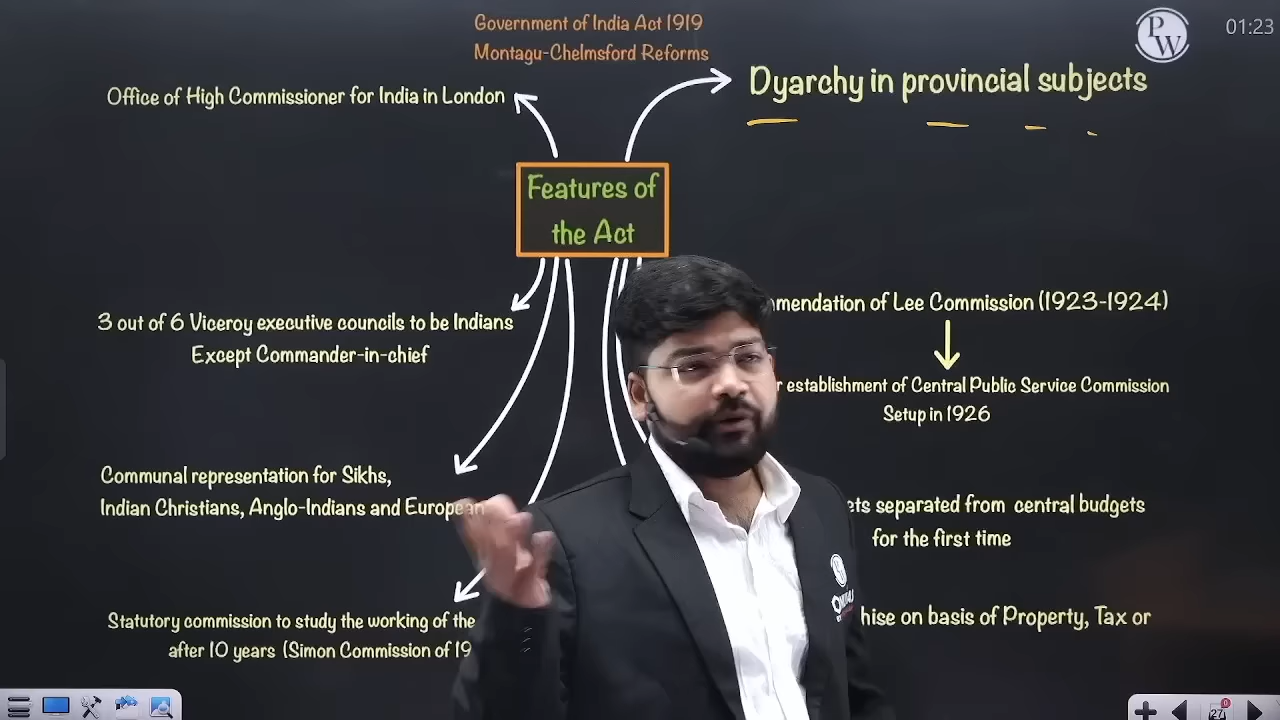 Government of India Act 1919
Montagu-Chelmsford Reforms
PW
01:23
Office of High Commissioner for India in London
Dyarchy in provincial subjects
Features of
the Act
3 out of 6 Viceroy executive councils to be Indians
Except Commander-in-chief
of Lee Commission (1923-1924)
establishment of Central Public Service Commission
Setup in 1926
Communal representation for Sikhs,
Indian Christians, Anglo-Indians and European
separated from central budgets
for the first time
Statutory commission to study the working of the
after 10 years (Simon Commission of 19
on basis of Property, Tax or